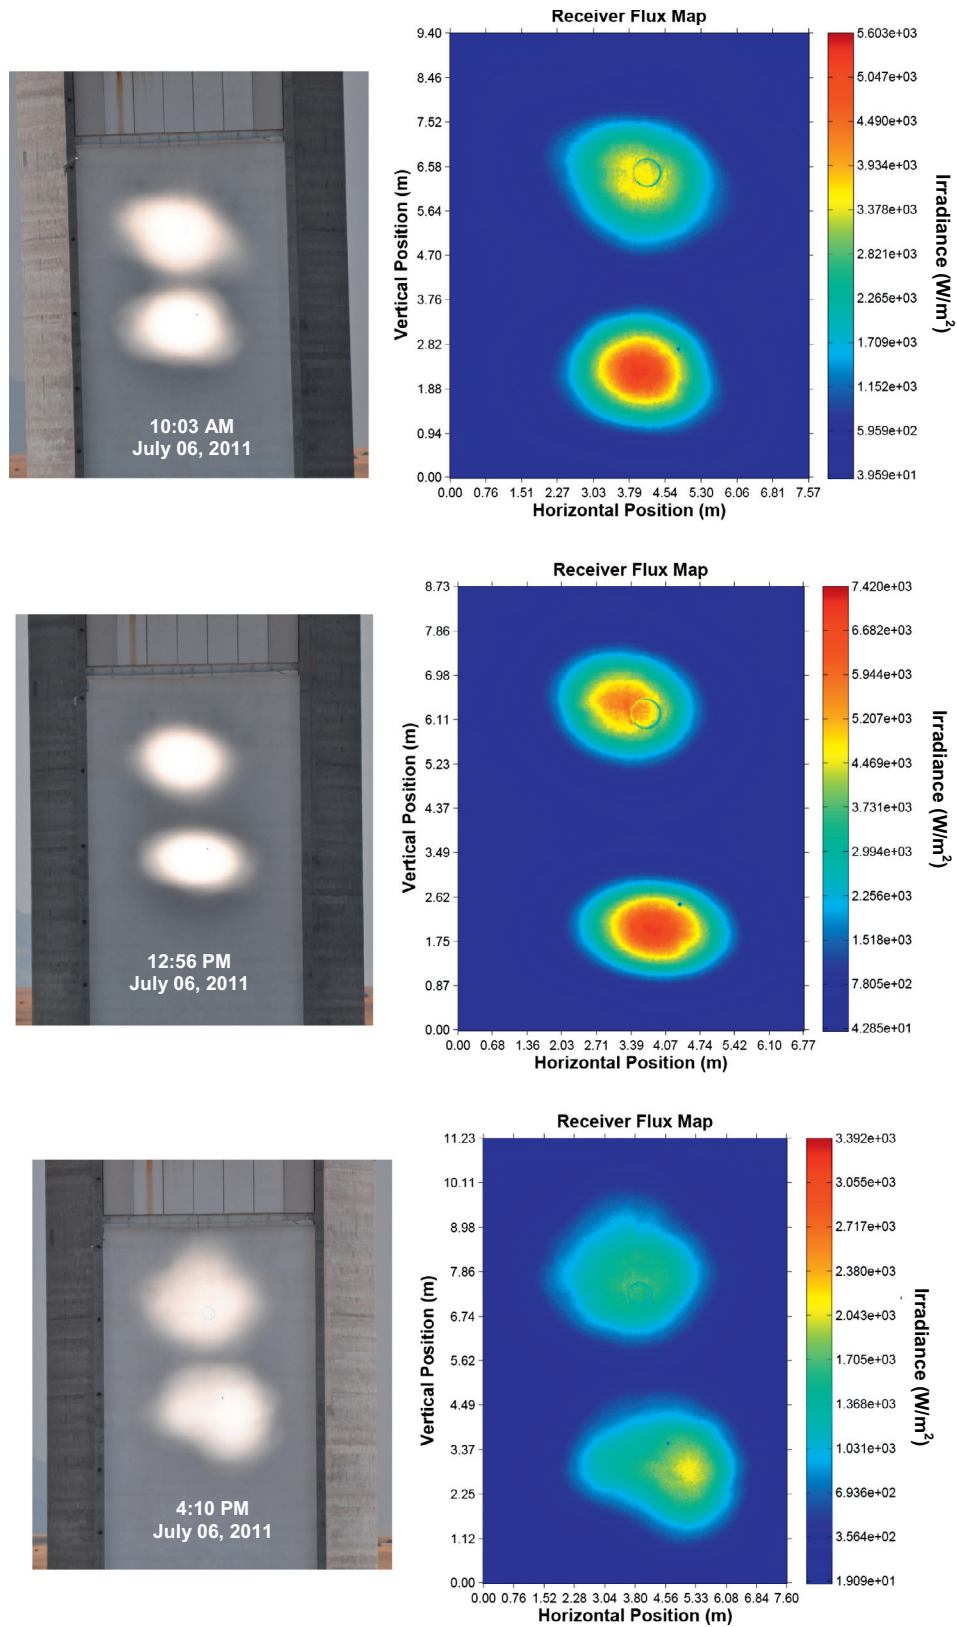 Receiver Flux Map
9.40
8.46
7.52
6.58
5.64
4.70
3.76
2.82
1.88
0.94
0.00
Vertical Position (m)
0.00 0.76 1.51 2.27 3.03 3.79 4.54 5.30 6.06 6.81 7.57
Horizontal Position (m)
5.603e+03
5.047e+03
4.490e+03
3.934e+03
3.378e+03
2.821e+03
2.265e+03
1.709e+03
1.152e+03
5.959e+02
3.959e+01
Irradiance (W/m²)
10:03 AM
July 06, 2011
Receiver Flux Map
8.73
7.86
6.98
6.11
5.23
4.37
3.49
2.62
1.75
0.87
0.00
Vertical Position (m)
0.00 0.68 1.36 2.03 2.71 3.39 4.07 4.74 5.42 6.10 6.77
Horizontal Position (m)
7.420e+03
6.682e+03
5.944e+03
5.207e+03
4.469e+03
3.731e+03
2.994e+03
2.256e+03
1.518e+03
7.805e+02
4.285e+01
Irradiance (W/m²)
12:56 PM
July 06, 2011
Receiver Flux Map
11.23
10.11
8.98
7.86
6.74
5.62
4.49
3.37
2.25
1.12
0.00
Vertical Position (m)
0.00 0.76 1.52 2.28 3.04 3.80 4.56 5.33 6.08 6.84 7.60
Horizontal Position (m)
3.392e+03
3.055e+03
2.717e+03
2.380e+03
2.043e+03
1.705e+03
1.368e+03
1.031e+03
6.936e+02
3.564e+02
1.909e+01
Irradiance (W/m²)
4:10 PM
July 06, 2011